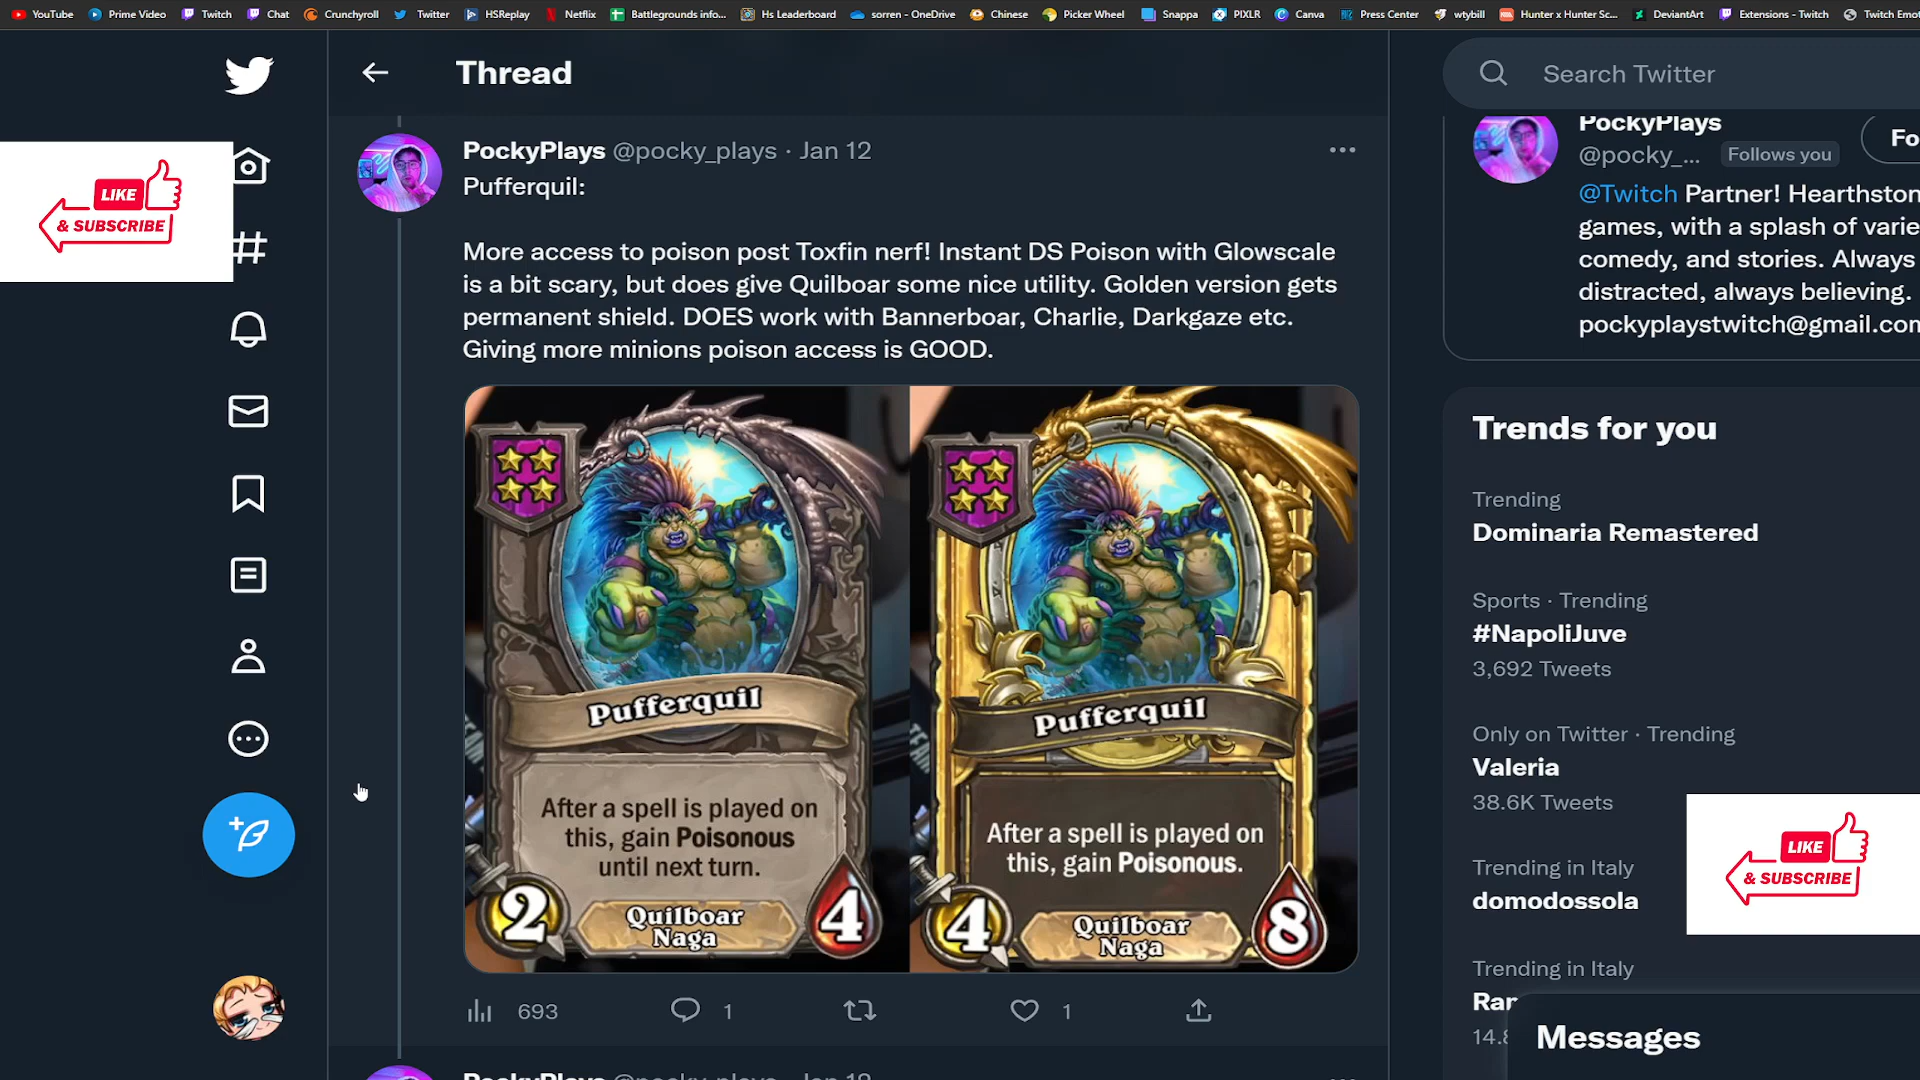 YouTube
Prime Video
Twitch
Chat
Crunchyroll
Twitter
HSReplay
Netflix
Battlegrounds info...
Hs Leaderboard
sorren - OneDrive
Chinese
Picker Wheel
Snappa
PIXLR
Canva
Press Center
wtybill
Hunter x Hunter Sc...
DeviantArt
Extensions - Twitch
Twitch Emot
Thread
Search Twitter
LIKE
& SUBSCRIBE
PockyPlays @pocky_plays · Jan 12
Pufferquil:
More access to poison post Toxfin nerf! Instant DS Poison with Glowscale
is a bit scary, but does give Quilboar some nice utility. Golden version gets
permanent shield. DOES work with Bannerboar, Charlie, Darkgaze etc.
Giving more minions poison access is GOOD.
Pufferquil
After a spell is played on
this, gain Poisonous
until next turn.
2
Quilboar
Naga
4
Pufferquil
After a spell is played on
this, gain Poisonous.
4
Quilboar
Naga
8
693
1
1
PockyPlays @pocky_plays · Jan 12
PockyPlays
@pocky_...
Follows you
Fo
@Twitch Partner! Hearthston
games, with a splash of varie
comedy, and stories. Always
distracted, always believing.
pockyplaystwitch@gmail.com
Trends for you
Trending
Dominaria Remastered
Sports · Trending
#NapoliJuve
3,692 Tweets
Only on Twitter · Trending
Valeria
38.6K Tweets
Trending in Italy
domodossola
LIKE
& SUBSCRIBE
Trending in Italy
Messages